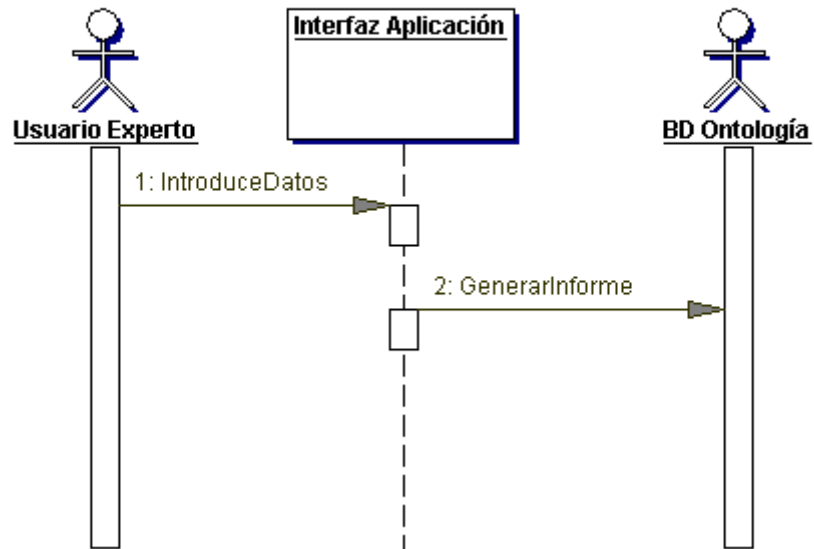 Interfaz Aplicación
Usuario Experto
BD Ontología
1: IntroduceDatos
2: GenerarInforme